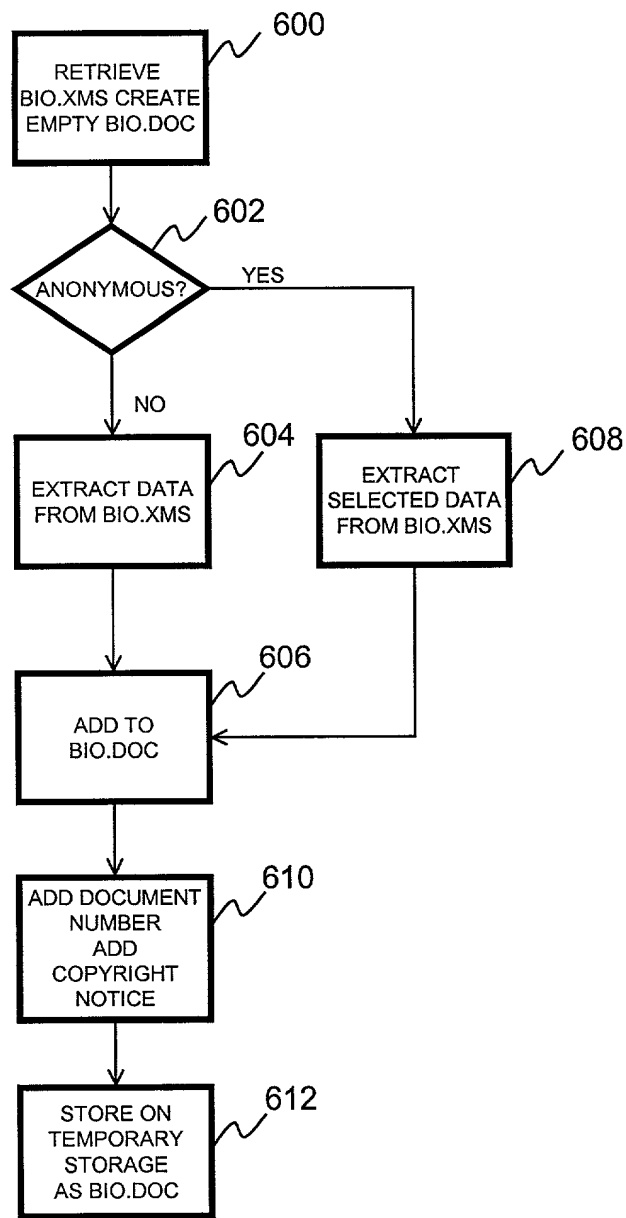 600
RETRIEVE
BIO.XMS CREATE
EMPTY BIO.DOC
602
ANONYMOUS?
YES
NO
604
EXTRACT DATA
FROM BIO.XMS
608
EXTRACT
SELECTED DATA
FROM BIO.XMS
606
ADD TO
BIO.DOC
610
ADD DOCUMENT
NUMBER
ADD
COPYRIGHT
NOTICE
612
STORE ON
TEMPORARY
STORAGE
AS BIO.DOC